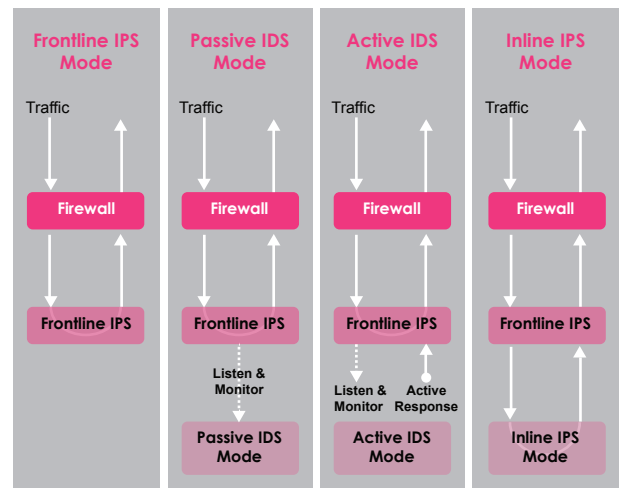 Frontline IPS
Mode
Traffic
Firewall
Frontline IPS
Passive IDS
Mode
Traffic
Firewall
Frontline IPS
Listen &
Monitor
Passive IDS
Mode
Active IDS
Mode
Traffic
Firewall
Frontline IPS
Listen &
Monitor
Active
Response
Active IDS
Mode
Inline IPS
Mode
Traffic
Firewall
Frontline IPS
Inline IPS
Mode